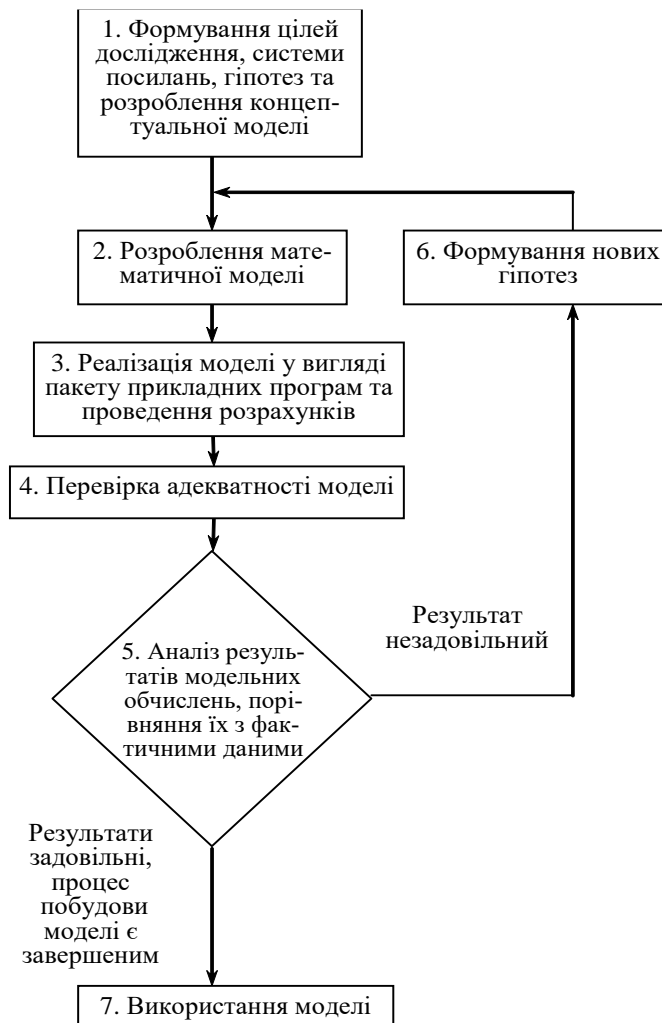 1. Формування цілей
дослідження, системи
посилань, гіпотез та
розроблення концеп-
туальної моделі
2. Розроблення мате-
матичної моделі
6. Формування нових
гіпотез
3. Реалізація моделі у вигляді
пакету прикладних програм та
проведення розрахунків
4. Перевірка адекватності моделі
Результат
незадовільний
5. Аналіз резуль-
татів модельних
обчислень, порі-
вняння їх з фак-
тичними даними
Результати
задовільні,
процес
побудови
моделі є
завершеним
7. Використання моделі